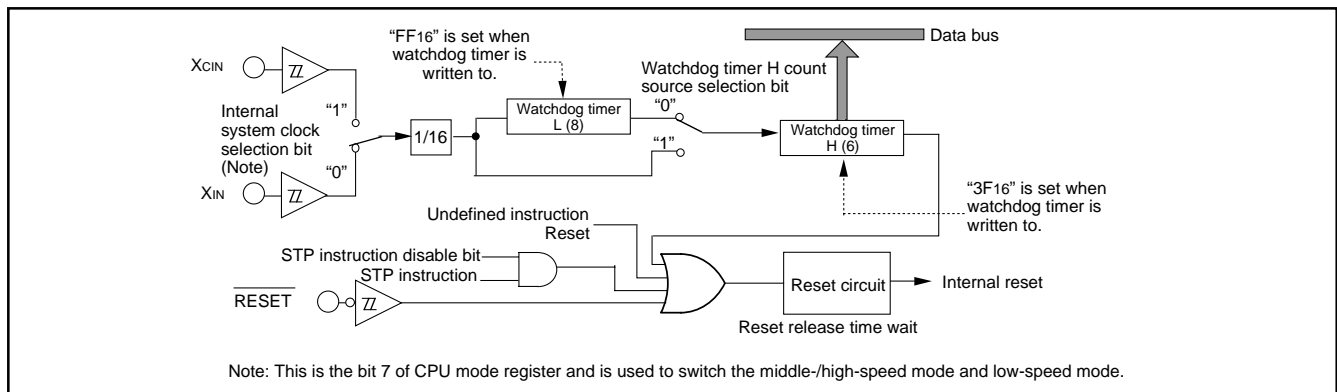 “FF16” is set when
watchdog timer is
written to.
Data bus
XCIN
Watchdog timer H count
source selection bit
“1”
Internal
system clock
selection bit
(Note)
“0”
1/16
Watchdog timer
L (8)
“0”
“1”
Watchdog timer
H (6)
XIN
“3F16” is set when
watchdog timer is
written to.
Undefined instruction
Reset
STP instruction disable bit
STP instruction
RESET
Reset circuit
Internal reset
Reset release time wait
Note: This is the bit 7 of CPU mode register and is used to switch the middle-/high-speed mode and low-speed mode.